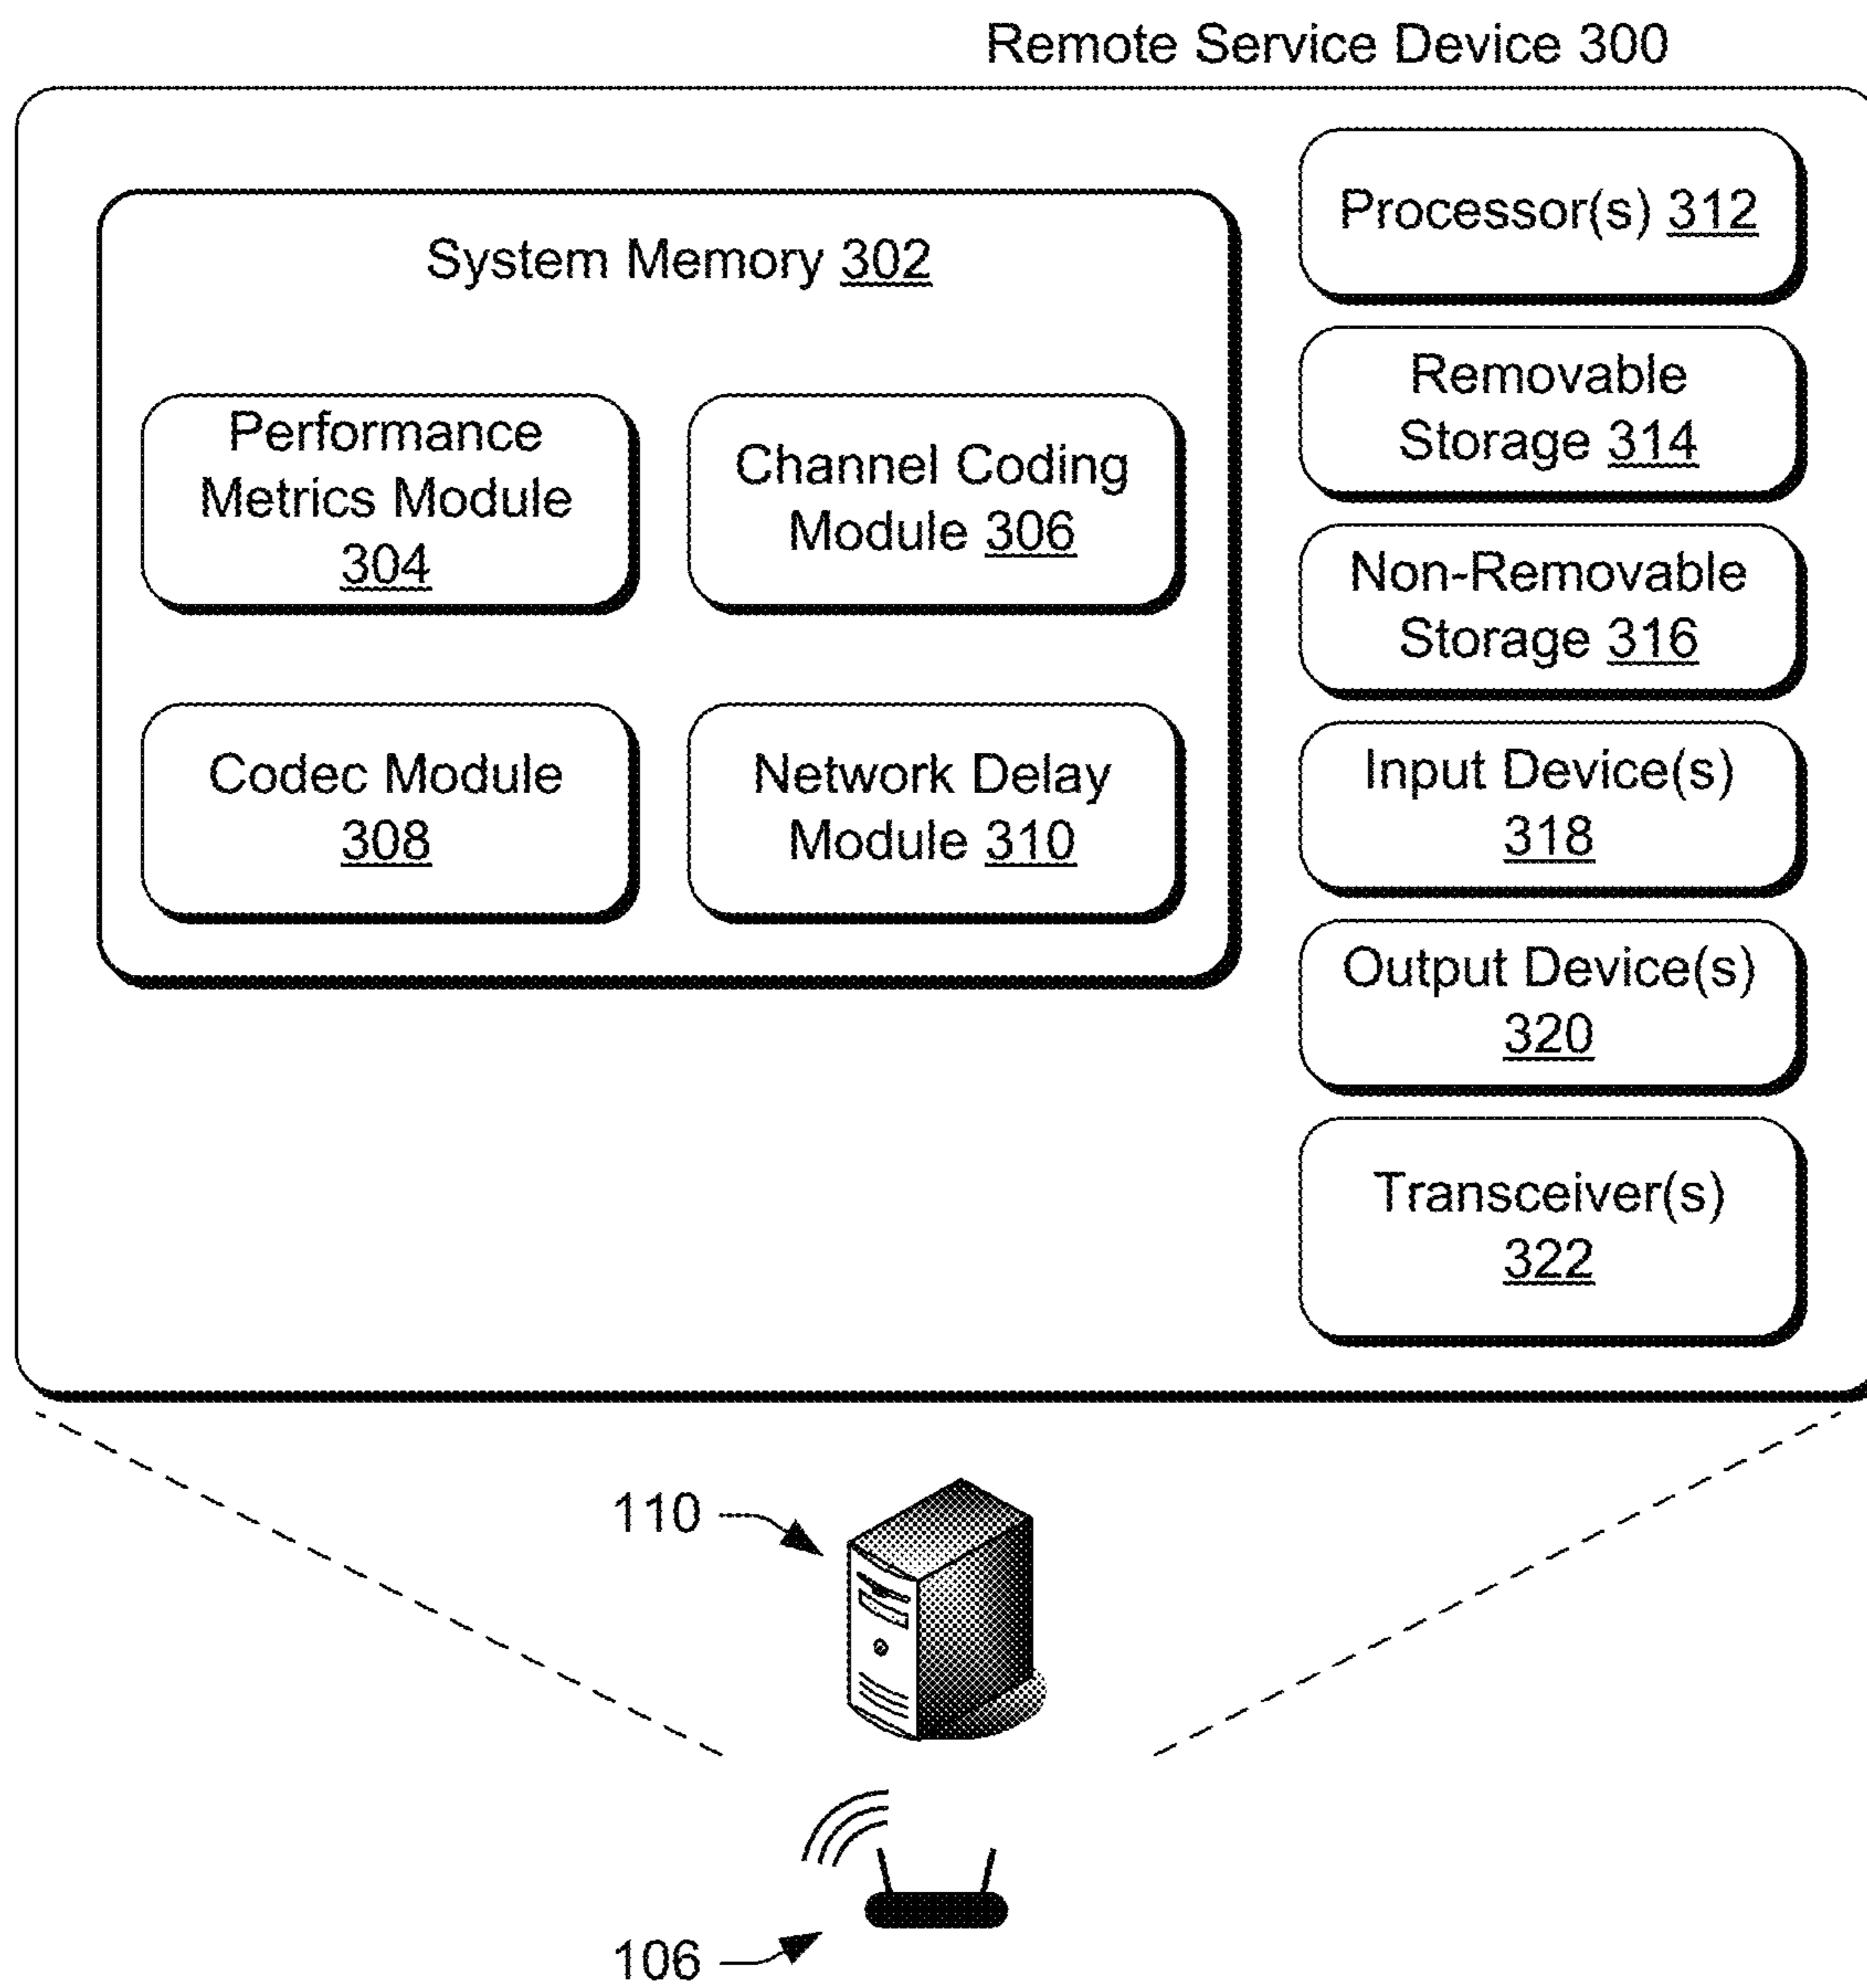 Remote Service Device 300
System Memory 302
Performance
Metrics Module
304
Channel Coding
Module 306
Codec Module
308
Network Delay
Module 310
Processor(s) 312
Removable
Storage 314
Non-Removable
Storage 316
Input Device(s)
318
Output Device(s)
320
Transceiver(s)
322
110
106